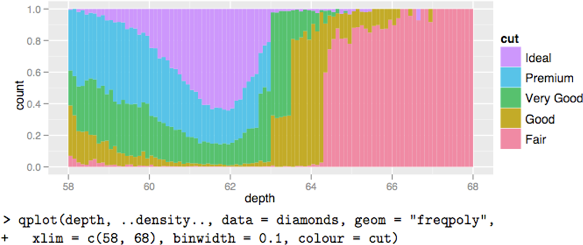 1.0
0.8
0.6
0.4
0.2
0.0
count
58
60
62
64
66
68
depth
cut
Ideal
Premium
Very Good
Good
Fair
> qplot(depth, ..density.., data = diamonds, geom = "freqpoly",
+ xlim = c(58, 68), binwidth = 0.1, colour = cut)